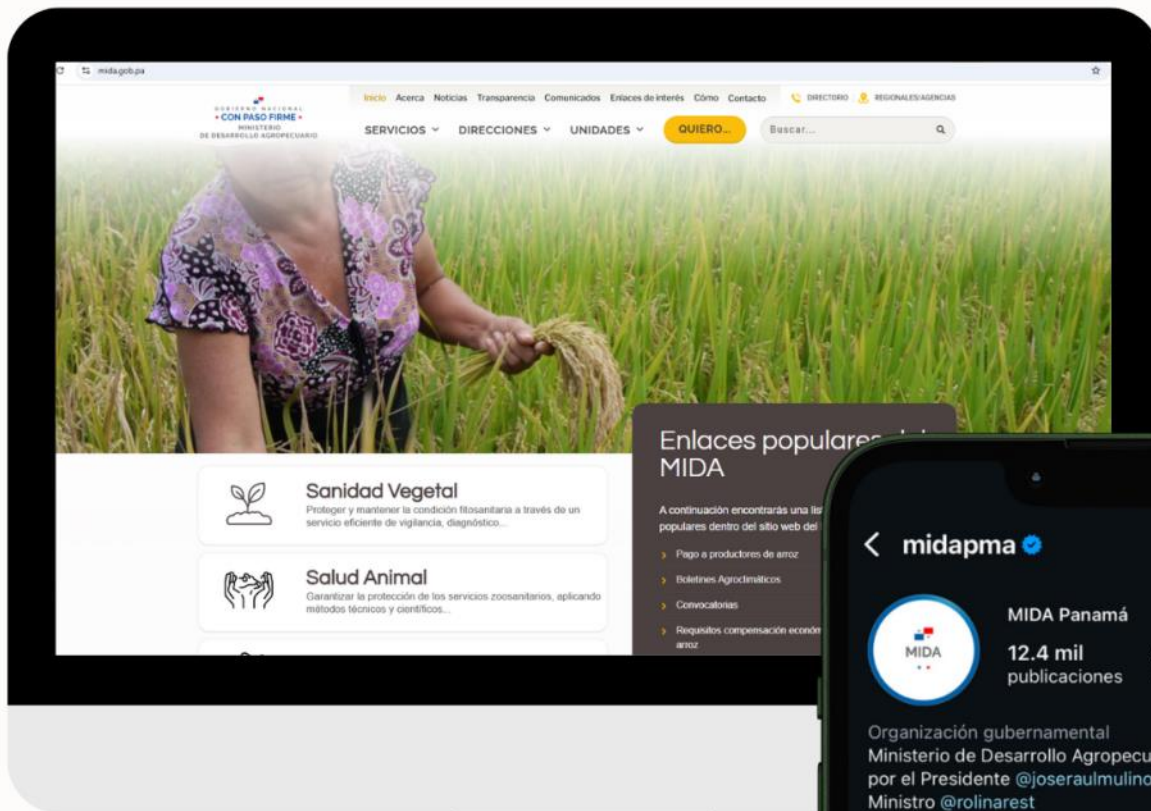 mida.gob.pa
GOBIERNO NACIONAL
• CON PASO FIRME •
MINISTERIO
DE DESARROLLO AGROPECUARIO
Inicio Acerca Noticias Transparencia Comunicados Enlaces de interés Cómo Contacto DIRECTORIO REGIONALES/AGENCIAS
SERVICIOS DIRECCIONES UNIDADES QUIERO... Buscar...
Sanidad Vegetal
Proteger y mantener la condición fitosanitaria a través de un
servicio eficiente de vigilancia, diagnóstico...
Salud Animal
Garantizar la protección de los servicios zoosanitarios, aplicando
métodos técnicos y científicos...
Enlaces populares
MIDA
A continuación encontrarás una
populares dentro del sitio web del
Pago a productores de arroz
Boletines Agroclimáticos
Convocatorias
Requisitos compensación
arroz
midapma
MIDA
MIDA Panamá
12.4 mil
publicaciones
Organización gubernamental
Ministerio de Desarrollo
por el Presidente @joseraulmulino
Ministro @rolinarest